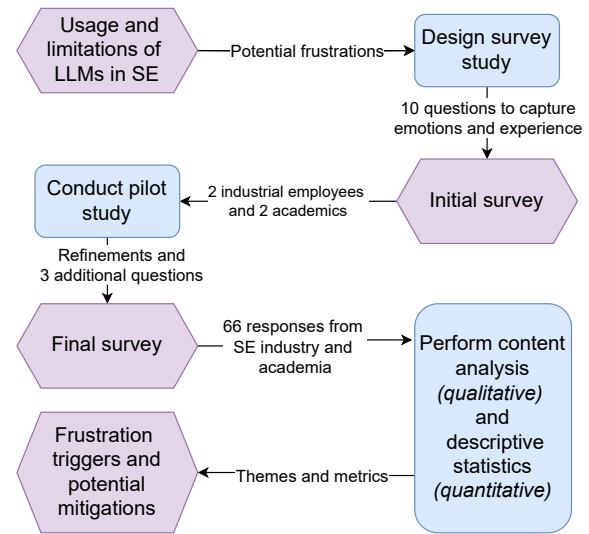 Usage and
limitations of
LLMs in SE
Potential frustrations
Design survey
study
10 questions to capture
emotions and experience
Initial survey
2 industrial employees
and 2 academics
Conduct pilot
study
Refinements and
3 additional questions
Final survey
66 responses from
SE industry and
academia
Perform content
analysis
(qualitative)
and
descriptive
statistics
(quantitative)
Themes and metrics
Frustration
triggers and
potential
mitigations